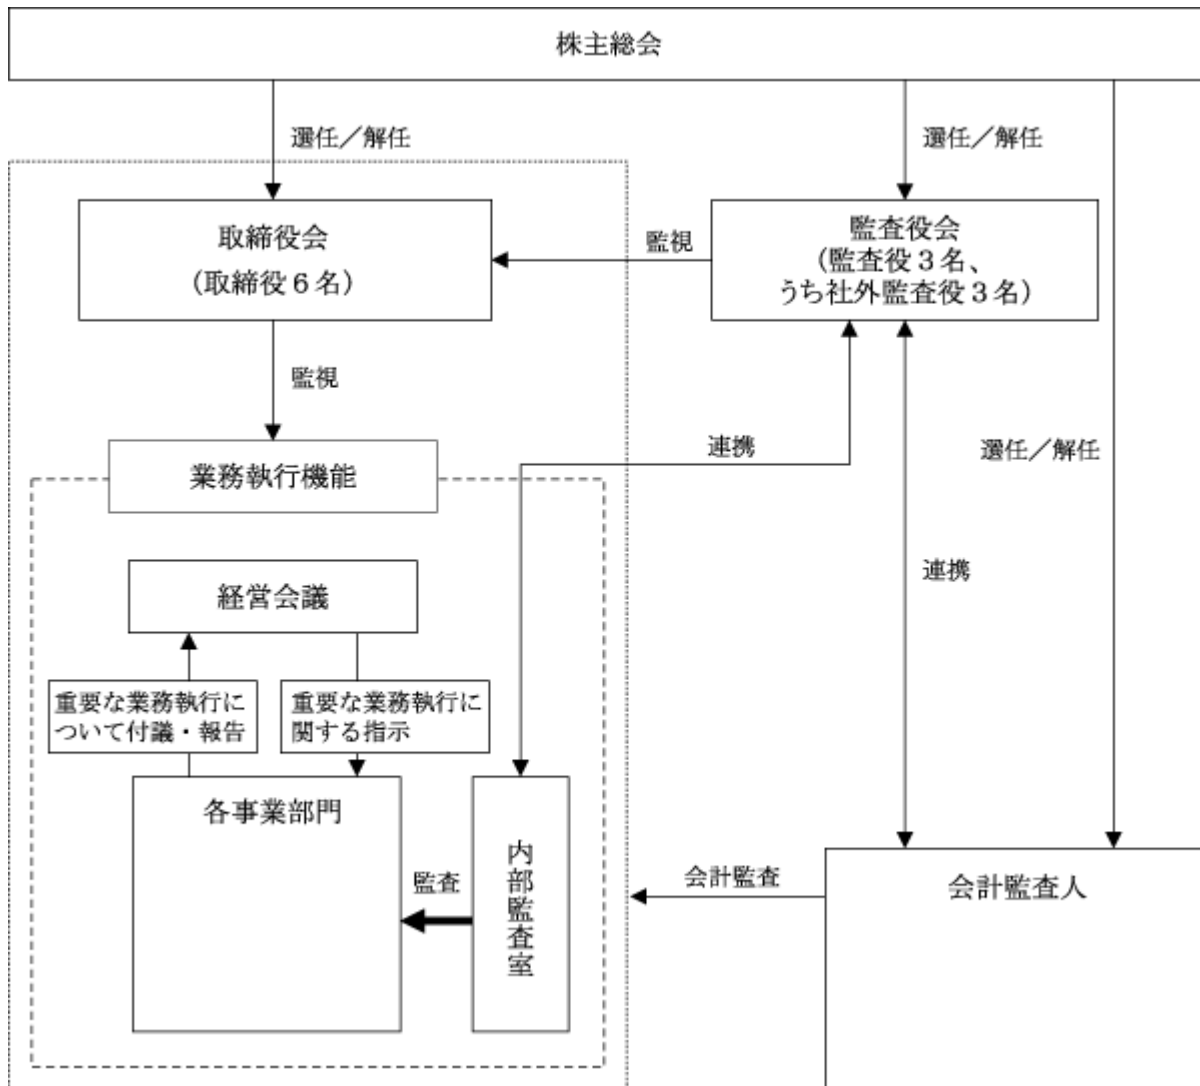 株主総会
選任／解任
選任／解任
取締役会
（取締役６名）
監視
監査役会
（監査役３名、
うち社外監査役３名）
監視
連携
選任／解任
業務執行機能
連携
経営会議
重要な業務執行に
ついて付議・報告
重要な業務執行に
関する指示
各事業部門
監査
内部監査室
会計監査
会計監査人